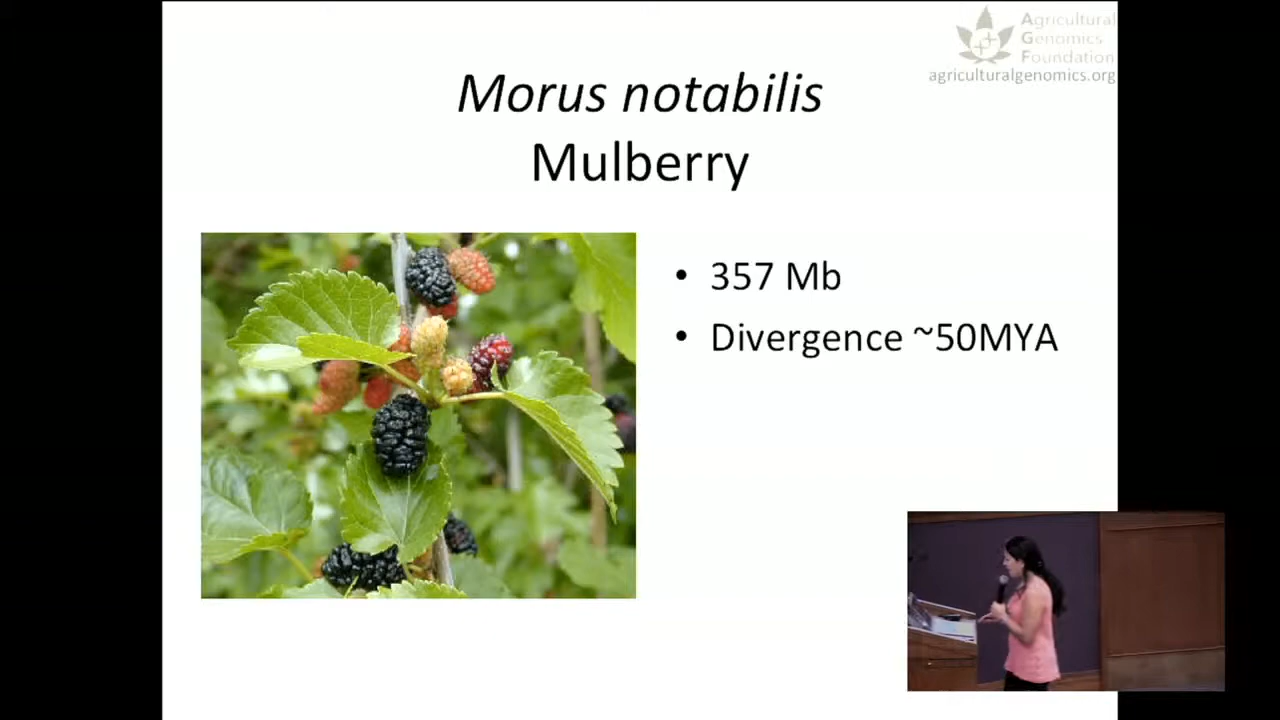 Agricultural
Genomics
Foundation
agriculturalgenomics.org
Morus notabilis
Mulberry
• 357 Mb
• Divergence ~50MYA